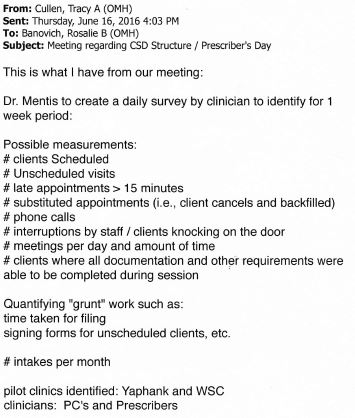 From: Cullen, Tracy A (OMH)
Sent: Thursday, June 16, 2016 4:03 PM
To: Banovich, Rosalie B (OMH)
Subject: Meeting regarding CSD Structure / Prescriber's Day
This is what I have from our meeting:
Dr. Mentis to create a daily survey by clinician to identify for 1
week period:
Possible measurements:
# clients Scheduled
# Unscheduled visits
# late appointments > 15 minutes
# substituted appointments (i.e., client cancels and backfilled)
# phone calls
# interruptions by staff / clients knocking on the door
# meetings per day and amount of time
# clients where all documentation and other requirements were
able to be completed during session
Quantifying "grunt" work such as:
time taken for filing
signing forms for unscheduled clients, etc.
# intakes per month
pilot clinics identified: Yaphank and WSC
clinicians: PC's and Prescribers